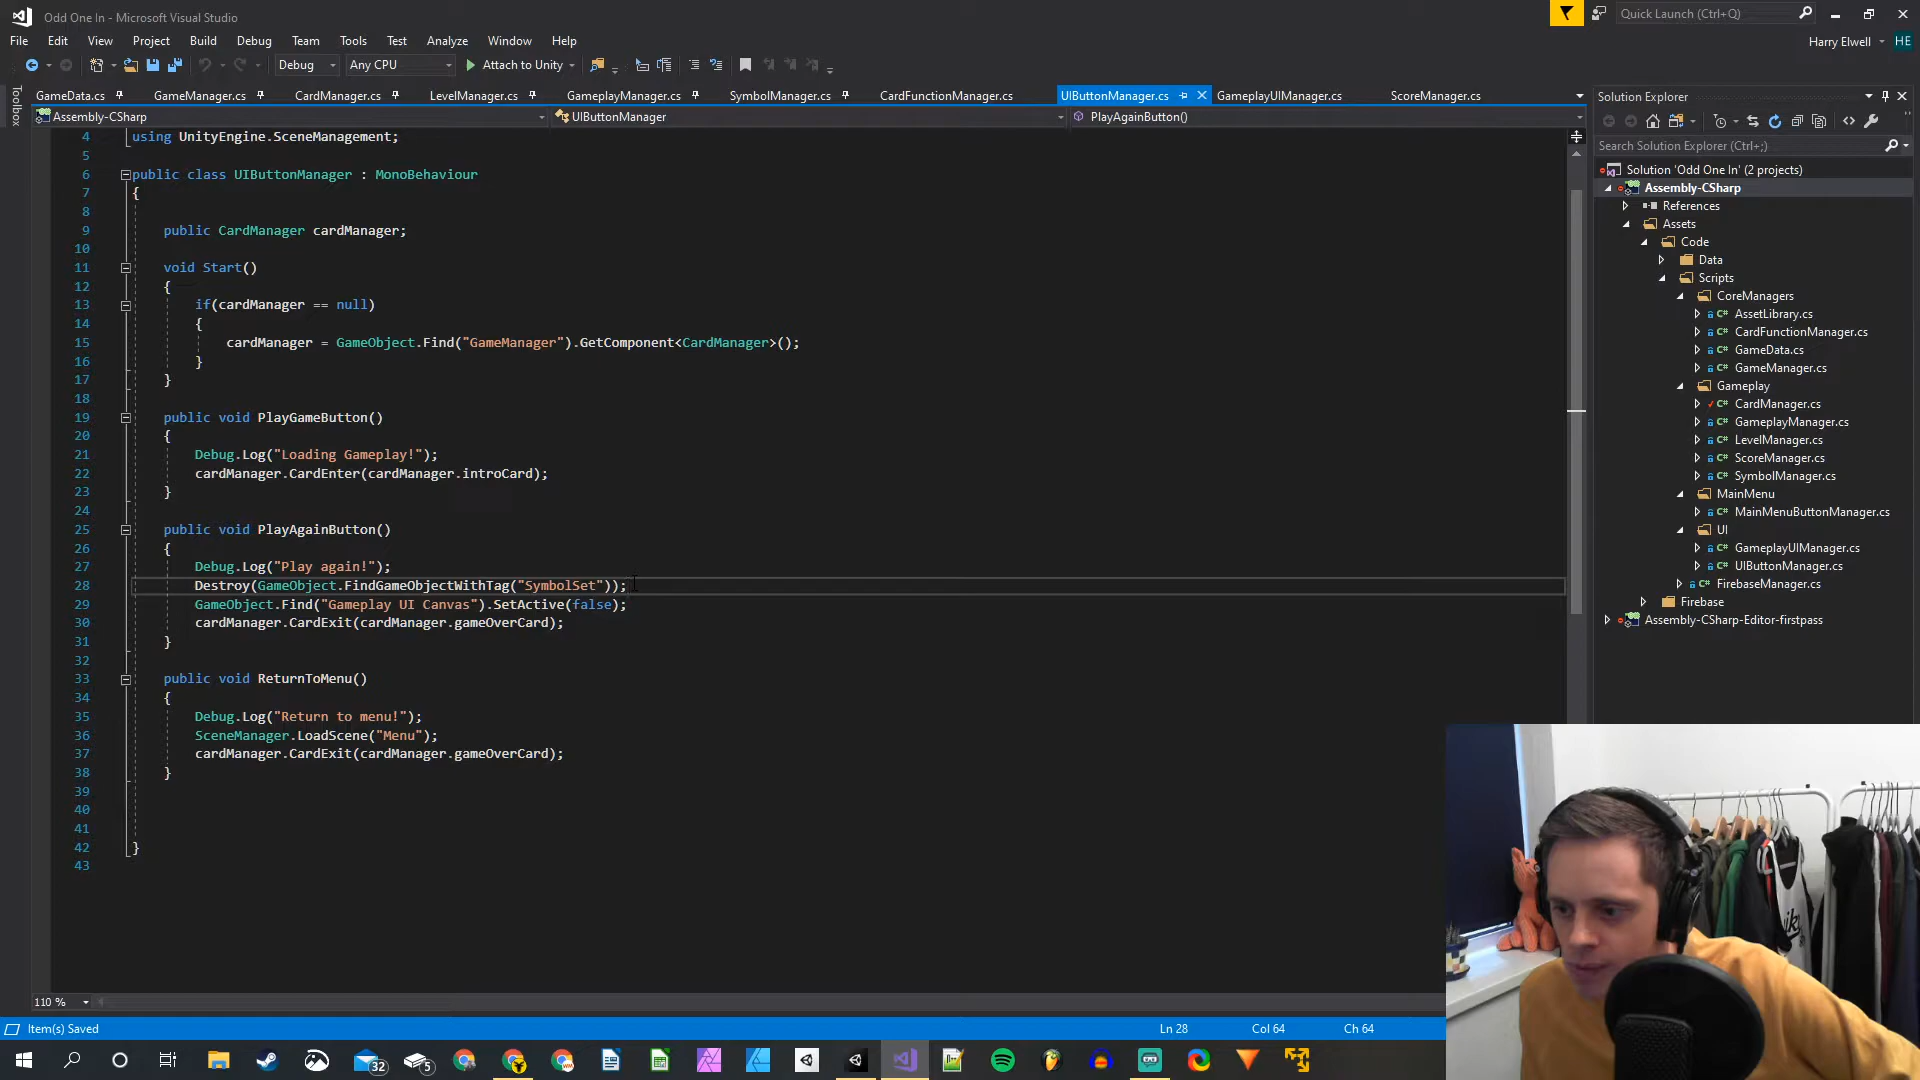 Odd One In - Microsoft Visual Studio
Quick Launch (Ctrl+Q)
File Edit View Project Build Debug Team Tools Test Analyze Window Help
Harry Elwell HE
Debug Any CPU Attach to Unity
Toolbox
GameData.cs GameManager.cs CardManager.cs LevelManager.cs GameplayManager.cs SymbolManager.cs CardFunctionManager.cs UIButtonManager.cs GameplayUIManager.cs ScoreManager.cs
Assembly-CSharp UIButtonManager PlayAgainButton()
4 using UnityEngine.SceneManagement;
5
6 public class UIButtonManager : MonoBehaviour
7 {
8
9 public CardManager cardManager;
10
11 void Start()
12 {
13 if(cardManager == null)
14 {
15 cardManager = GameObject.Find("GameManager").GetComponent<CardManager>();
16 }
17 }
18
19 public void PlayGameButton()
20 {
21 Debug.Log("Loading Gameplay!");
22 cardManager.CardEnter(cardManager.introCard);
23 }
24
25 public void PlayAgainButton()
26 {
27 Debug.Log("Play again!");
28 Destroy(GameObject.FindGameObjectWithTag("SymbolSet"));
29 GameObject.Find("Gameplay UI Canvas").SetActive(false);
30 cardManager.CardExit(cardManager.gameOverCard);
31 }
32
33 public void ReturnToMenu()
34 {
35 Debug.Log("Return to menu!");
36 SceneManager.LoadScene("Menu");
37 cardManager.CardExit(cardManager.gameOverCard);
38 }
39
40
41
42 }
43
110 %
Solution Explorer
Search Solution Explorer (Ctrl+;)
Solution 'Odd One In' (2 projects)
Assembly-CSharp
References
Assets
Code
Data
Scripts
CoreManagers
AssetLibrary.cs
CardFunctionManager.cs
GameData.cs
GameManager.cs
Gameplay
CardManager.cs
GameplayManager.cs
LevelManager.cs
ScoreManager.cs
SymbolManager.cs
MainMenu
MainMenuButtonManager.cs
UI
GameplayUIManager.cs
UIButtonManager.cs
FirebaseManager.cs
Firebase
Assembly-CSharp-Editor-firstpass
Item(s) Saved Ln 28 Col 64 Ch 64
32 5